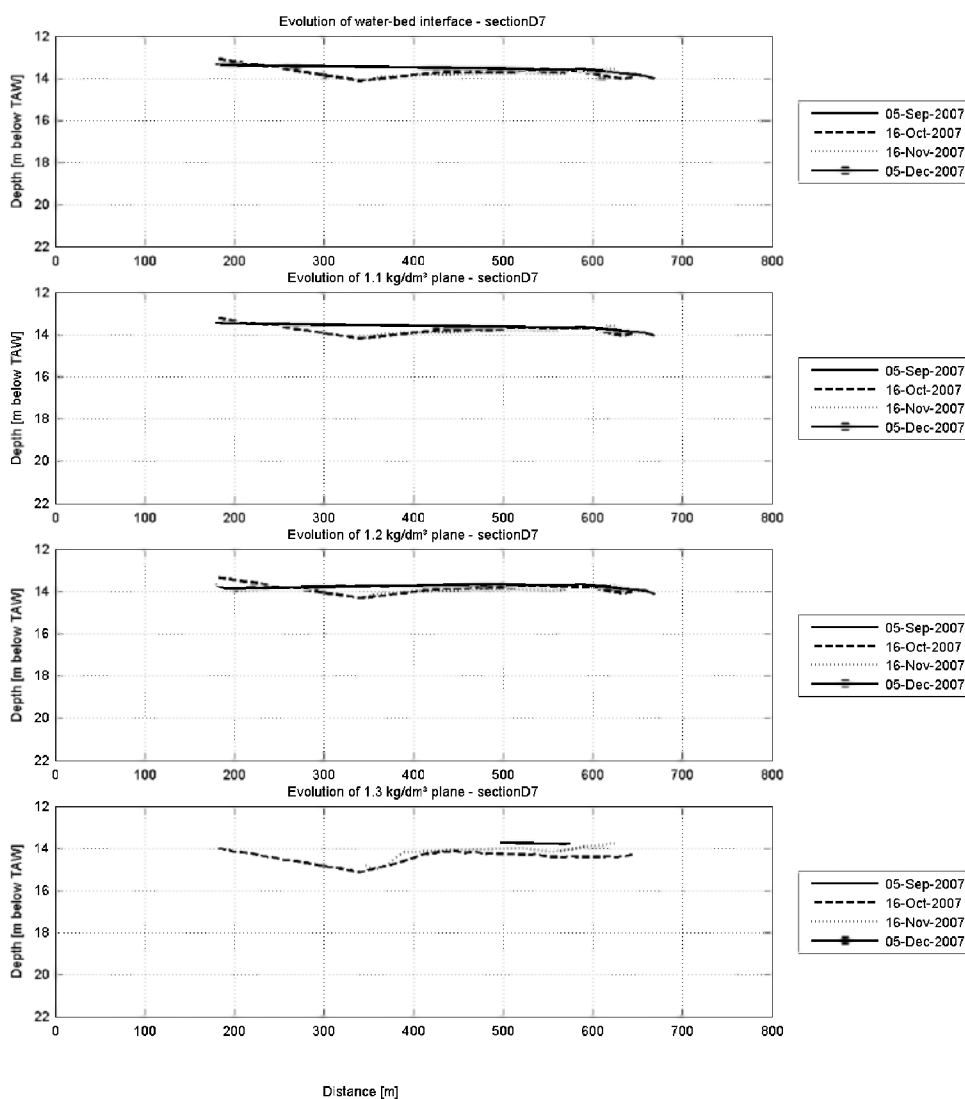 Evolution of water-bed interface - sectionD7
12
14
16
18
20
22
Depth [m below TAW]
0 100 200 300 400 500 600 700 800
05-Sep-2007
16-Oct-2007
16-Nov-2007
05-Dec-2007
Evolution of 1.1 kg/dm³ plane - sectionD7
12
14
16
18
20
22
Depth [m below TAW]
0 100 200 300 400 500 600 700 800
05-Sep-2007
16-Oct-2007
16-Nov-2007
05-Dec-2007
Evolution of 1.2 kg/dm³ plane - sectionD7
12
14
16
18
20
22
Depth [m below TAW]
0 100 200 300 400 500 600 700 800
05-Sep-2007
16-Oct-2007
16-Nov-2007
05-Dec-2007
Evolution of 1.3 kg/dm³ plane - sectionD7
12
14
16
18
20
22
Depth [m below TAW]
0 100 200 300 400 500 600 700 800
05-Sep-2007
16-Oct-2007
16-Nov-2007
05-Dec-2007
Distance [m]